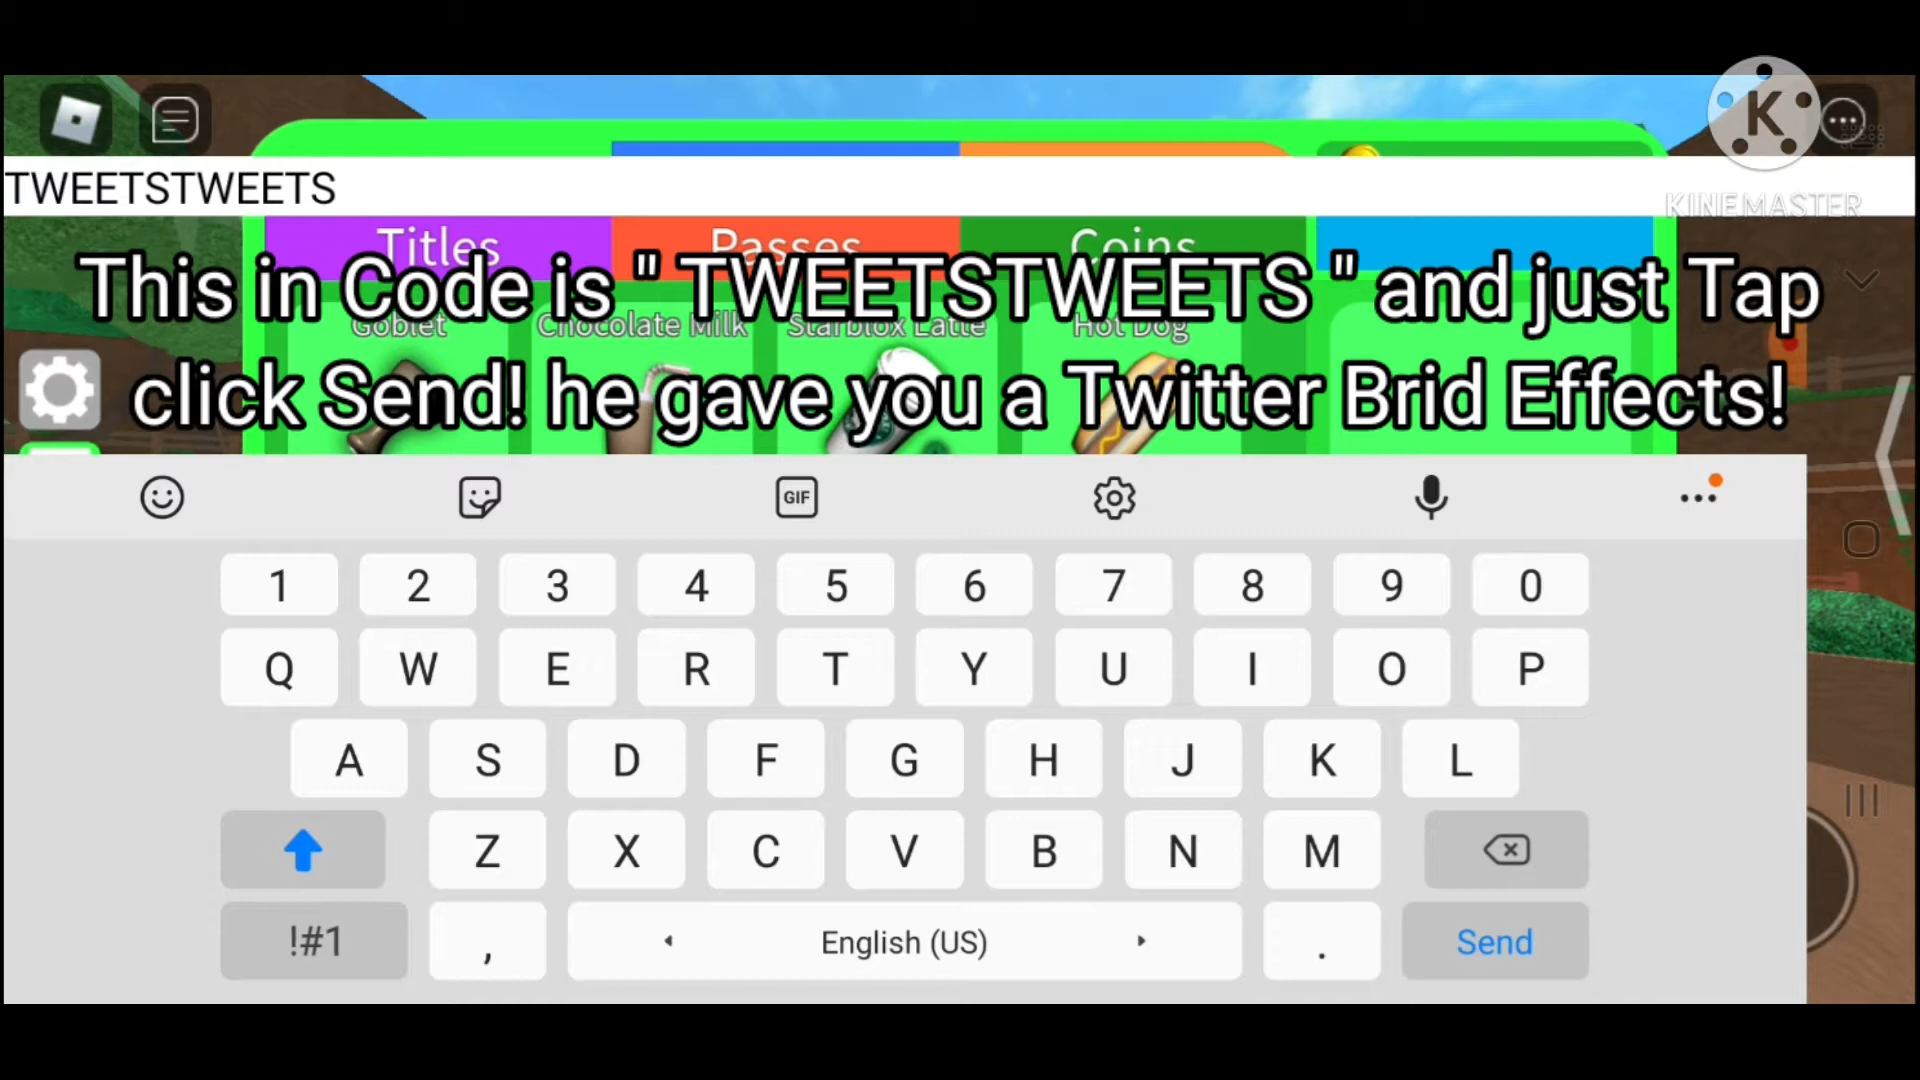 K
KINEMASTER
TWEETSTWEETS
Titles Passes Coins
This in Code is " TWEETSTWEETS " and just Tap
Goblet Chocolate Milk Starblox Latte Hot Dog
click Send! he gave you a Twitter Brid Effects!
GIF
1 2 3 4 5 6 7 8 9 0
Q W E R T Y U I O P
A S D F G H J K L
Z X C V B N M
!#1 , English (US) . Send